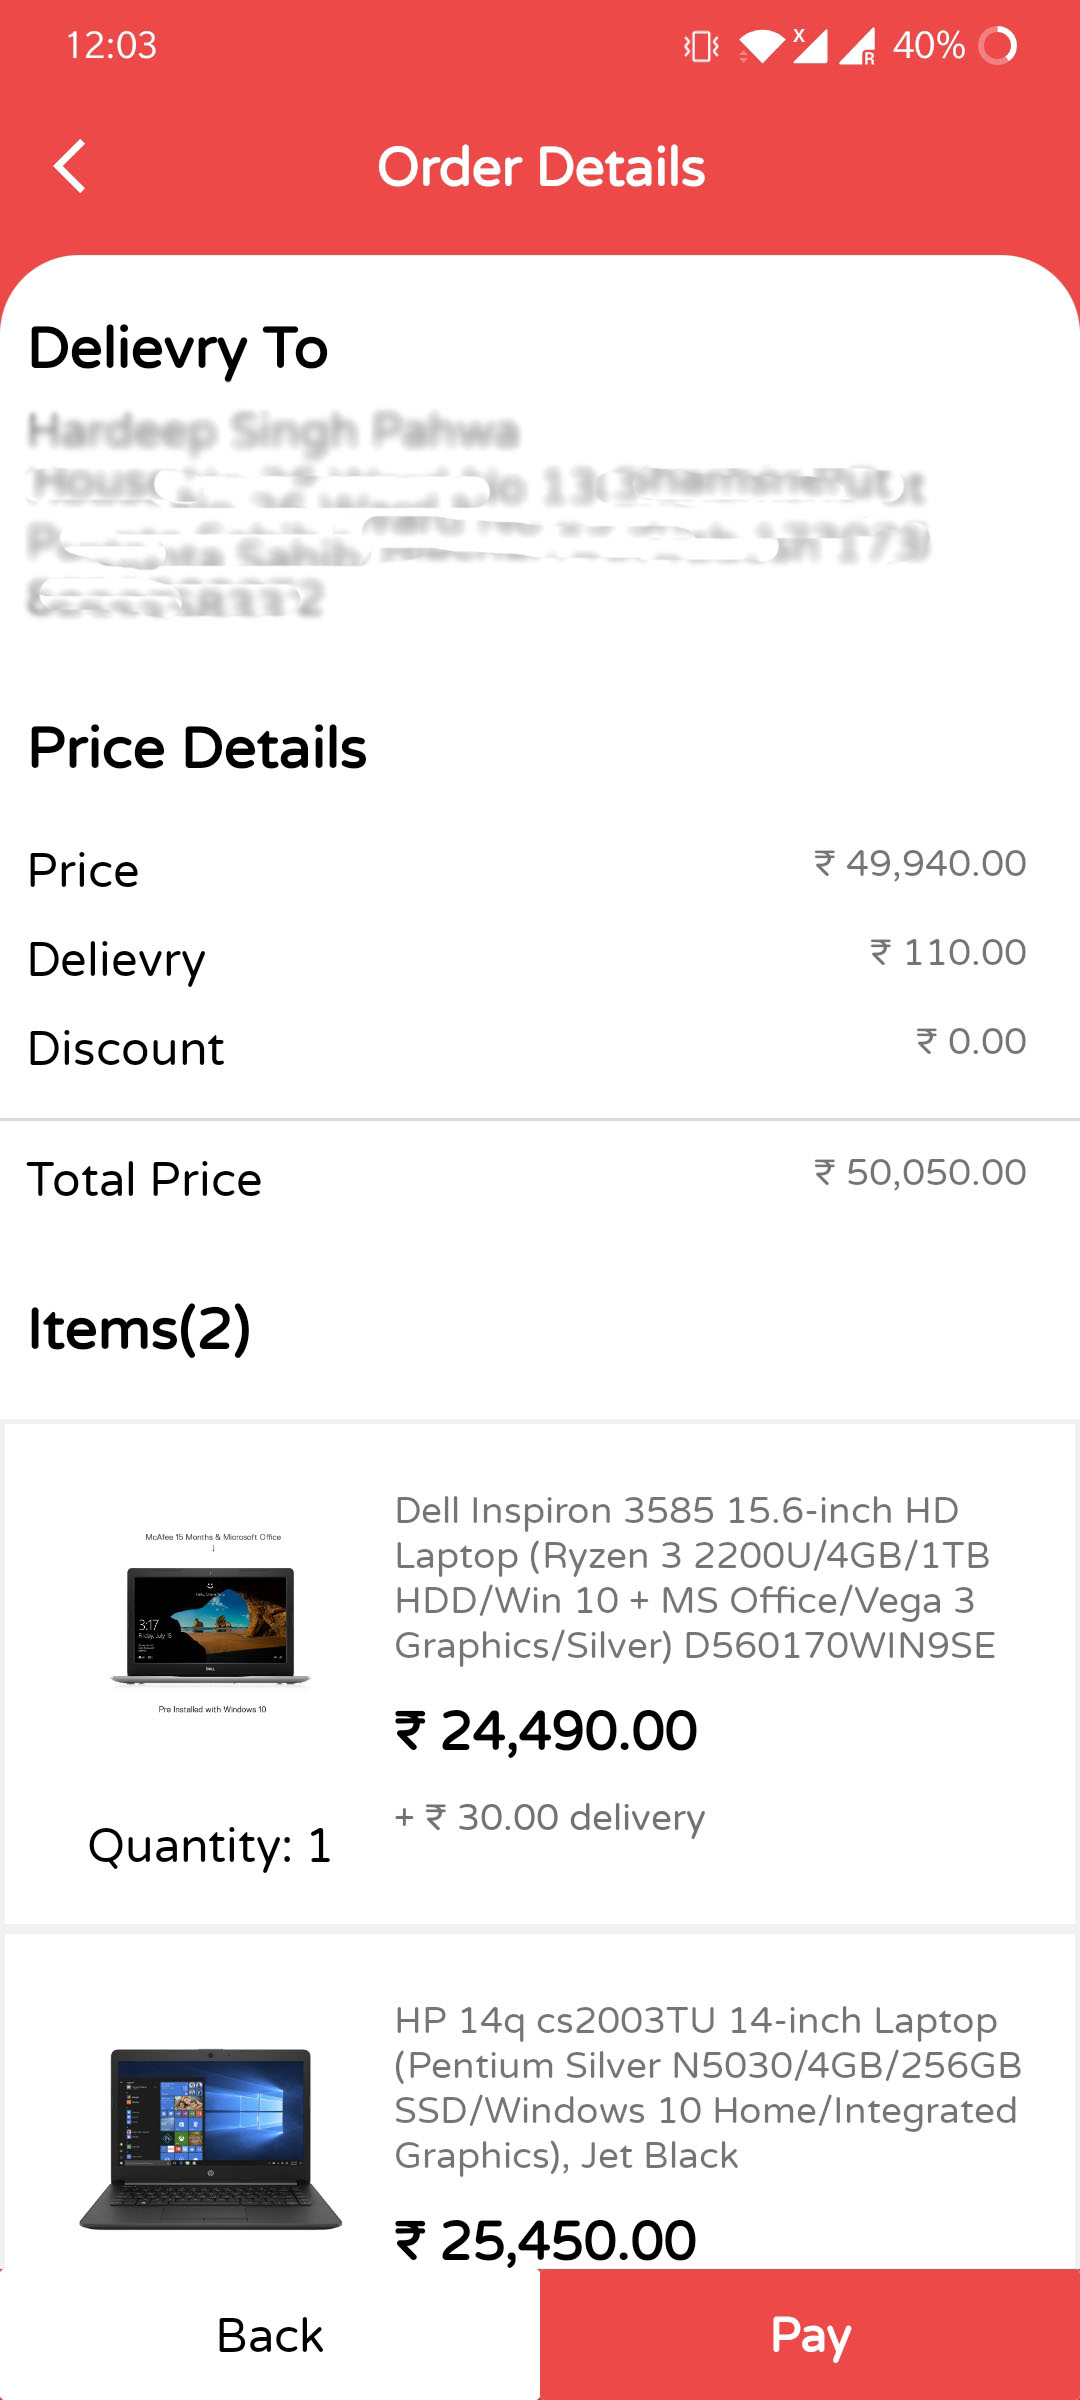 12:03
X
R
40%
Order Details
Delievry To
Price Details
Price
₹ 49,940.00
Delievry
₹ 110.00
Discount
₹ 0.00
Total Price
₹ 50,050.00
Items(2)
McAfee 15 Months & Microsoft Office
3:17
Friday, July 15
DELL
Pre Installed with Windows 10
Quantity: 1
Dell Inspiron 3585 15.6-inch HD
Laptop (Ryzen 3 2200U/4GB/1TB
HDD/Win 10 + MS Office/Vega 3
Graphics/Silver) D560170WIN9SE
₹ 24,490.00
+ ₹ 30.00 delivery
HP 14q cs2003TU 14-inch Laptop
(Pentium Silver N5030/4GB/256GB
SSD/Windows 10 Home/Integrated
Graphics), Jet Black
₹ 25,450.00
Back
Pay